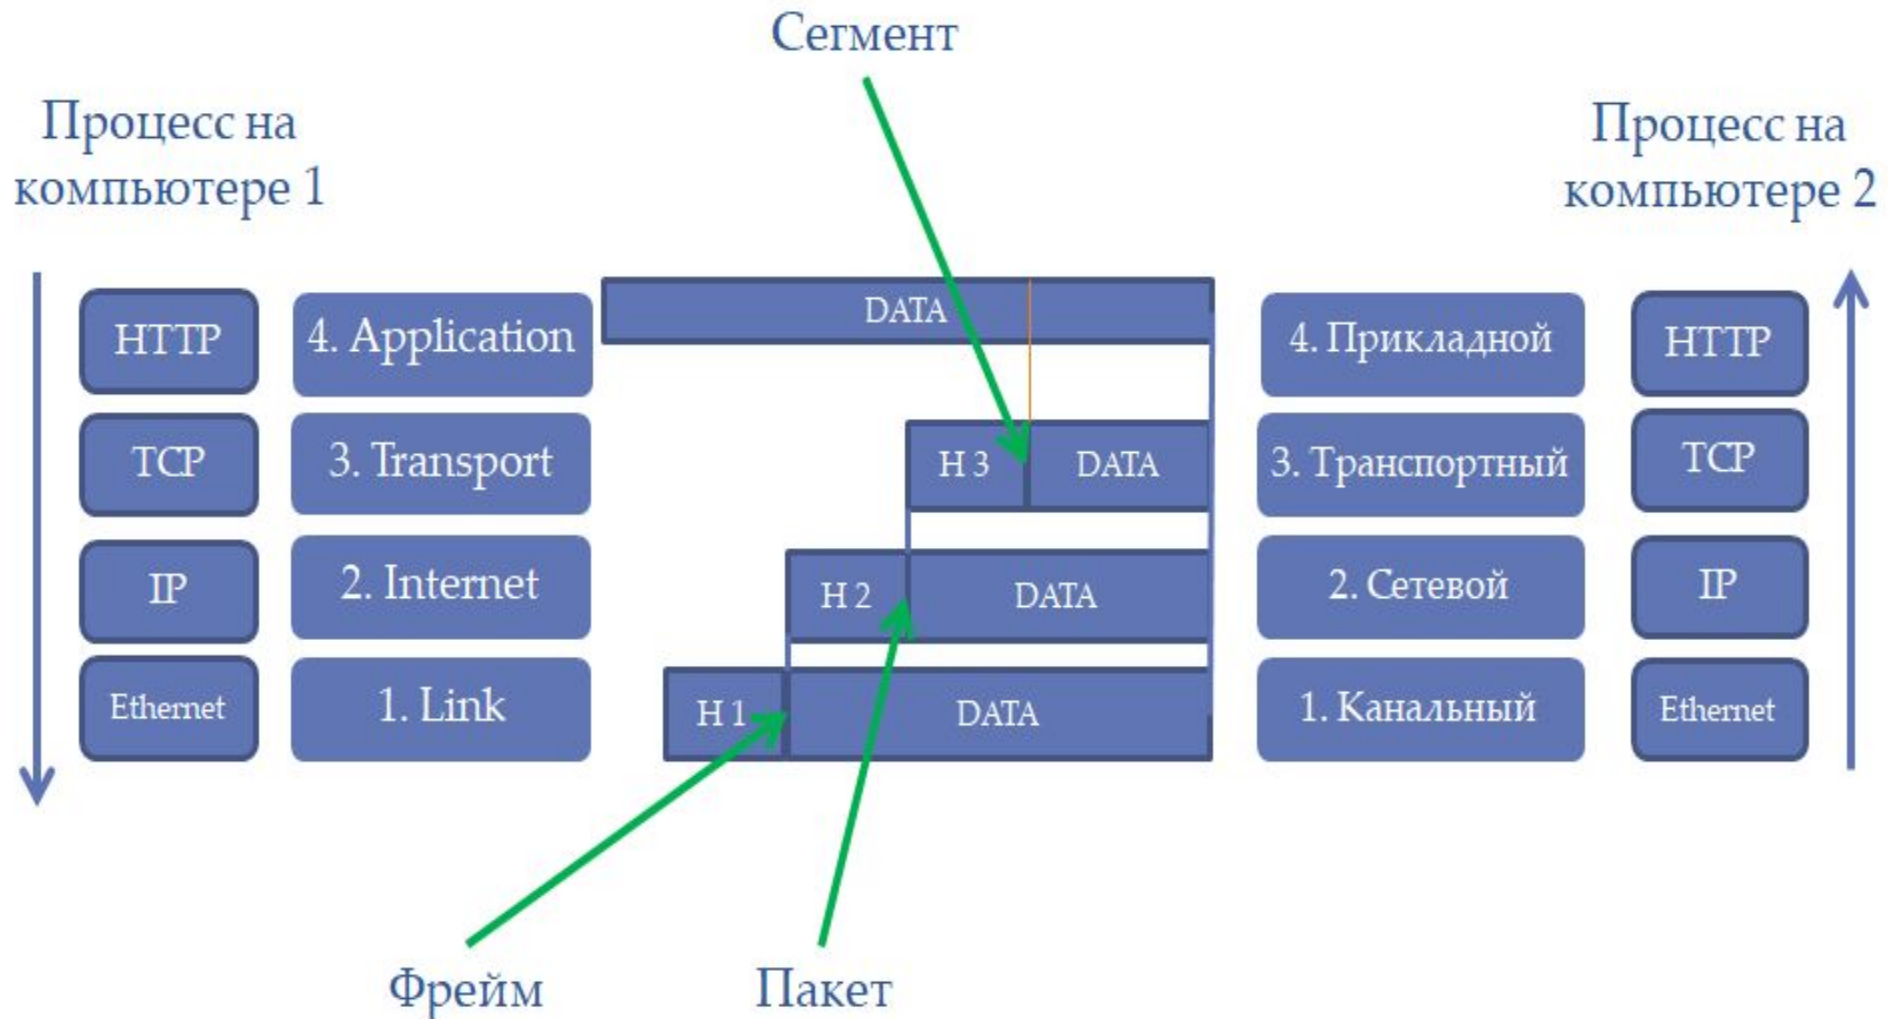 Сегмент
Процесс на
компьютере 1
Процесс на
компьютере 2
HTTP
4. Application
DATA
4. Прикладной
HTTP
TCP
3. Transport
H 3
DATA
3. Транспортный
TCP
IP
2. Internet
H 2
DATA
2. Сетевой
IP
Ethernet
1. Link
H 1
DATA
1. Канальный
Ethernet
Фрейм
Пакет